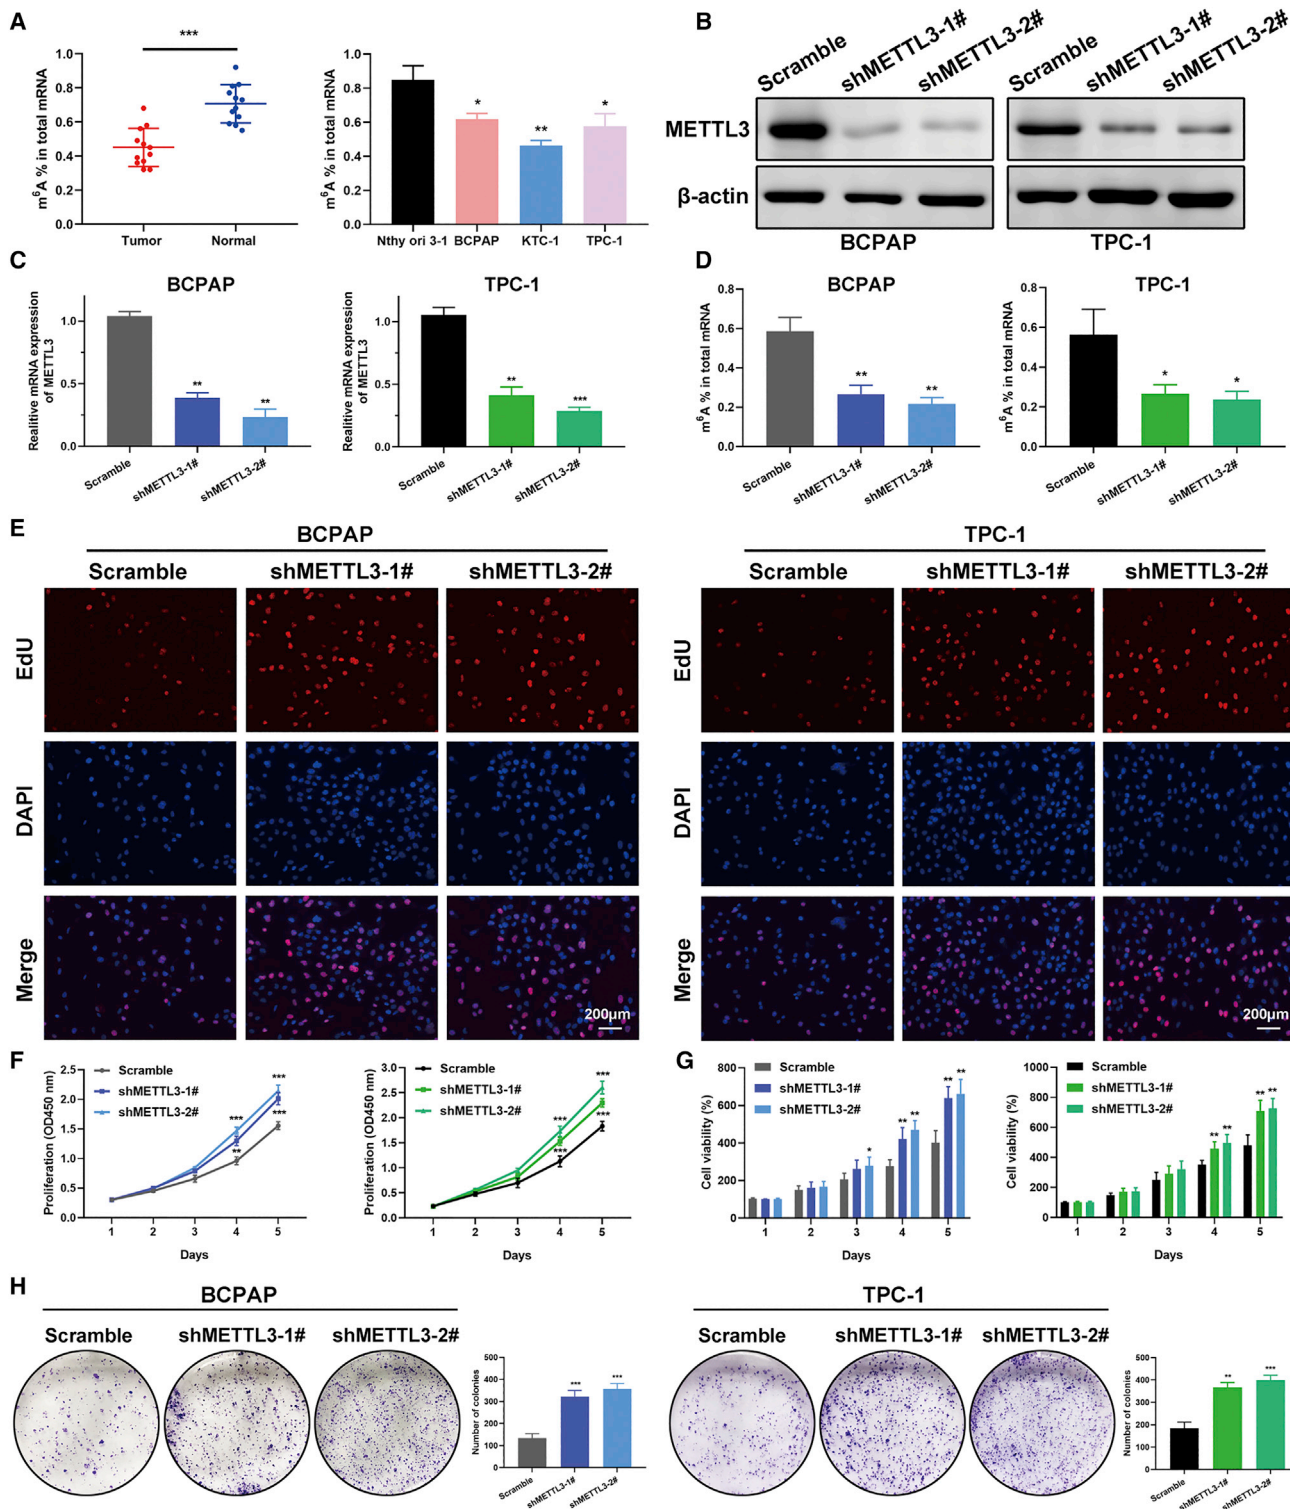 A
***
m⁶A % in total mRNA
1.0
0.8
0.6
0.4
0.2
0.0
Tumor Normal
m⁶A % in total mRNA
1.0
0.8
0.6
0.4
0.2
0.0
* ** *
Nthy ori 3-1 BCPAP KTC-1 TPC-1
B
Scramble shMETTL3-1# shMETTL3-2# Scramble shMETTL3-1# shMETTL3-2#
METTL3
β-actin
BCPAP TPC-1
C
BCPAP
Realitive mRNA expression
of METTL3
1.0
0.5
0.0
** **
Scramble shMETTL3-1# shMETTL3-2#
TPC-1
Realitive mRNA expression
of METTL3
1.0
0.5
0.0
** ***
Scramble shMETTL3-1# shMETTL3-2#
D
BCPAP
m⁶A % in total mRNA
0.8
0.6
0.4
0.2
0.0
** **
Scramble shMETTL3-1# shMETTL3-2#
TPC-1
m⁶A % in total mRNA
0.8
0.6
0.4
0.2
0.0
* *
Scramble shMETTL3-1# shMETTL3-2#
E
BCPAP
Scramble shMETTL3-1# shMETTL3-2#
EdU
DAPI
Merge
200μm
TPC-1
Scramble shMETTL3-1# shMETTL3-2#
EdU
DAPI
Merge
200μm
F
Proliferation (OD450 nm)
2.5
2.0
1.5
1.0
0.5
0.0
Scramble
shMETTL3-1#
shMETTL3-2#
*** **
*** ***
1 2 3 4 5
Days
Proliferation (OD450 nm)
3.0
2.5
2.0
1.5
1.0
0.5
0.0
Scramble
shMETTL3-1#
shMETTL3-2#
*** ***
*** ***
1 2 3 4 5
Days
G
Cell viability (%)
800
600
400
200
0
Scramble
shMETTL3-1#
shMETTL3-2#
* ** ** ** **
1 2 3 4 5
Days
Cell viability (%)
1000
800
600
400
200
0
Scramble
shMETTL3-1#
shMETTL3-2#
** ** ** **
1 2 3 4 5
Days
H
BCPAP
Scramble shMETTL3-1# shMETTL3-2#
Number of colonies
500
400
300
200
100
0
*** ***
Scramble shMETTL3-1# shMETTL3-2#
TPC-1
Scramble shMETTL3-1# shMETTL3-2#
Number of colonies
500
400
300
200
100
0
** ***
Scramble shMETTL3-1# shMETTL3-2#